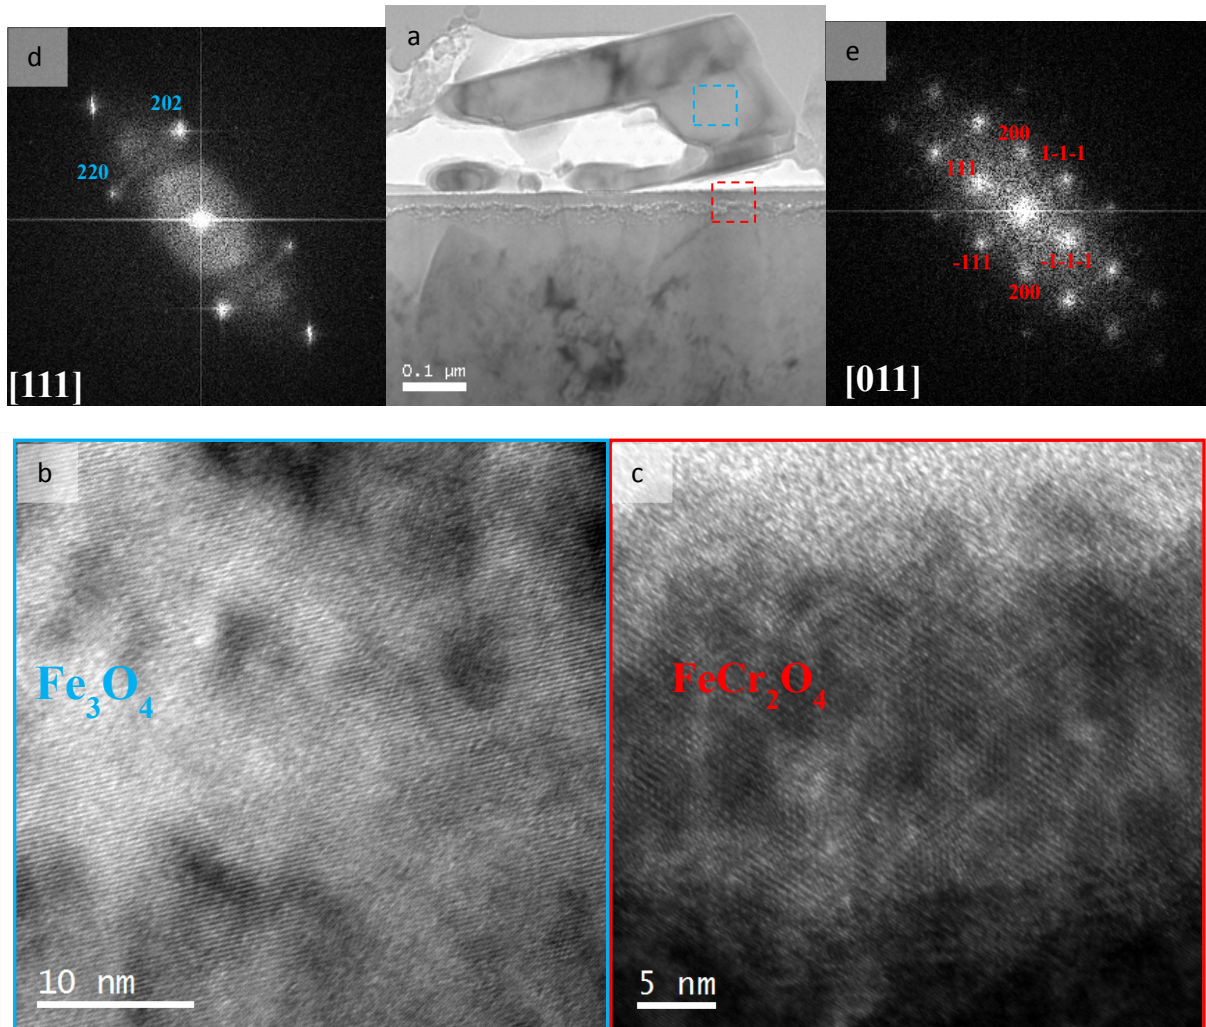 d
202
220
[111]
a
0.1 µm
e
200
1-1-1
111
-111
-1-1-1
200
[011]
b
Fe₃O₄
10 nm
c
FeCr₂O₄
5 nm